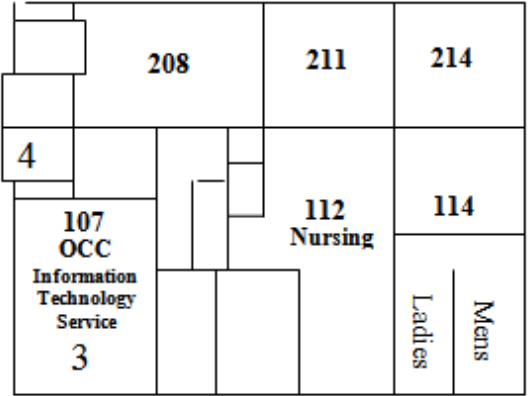 208
211
214
4
107
OCC
Information
Technology
Service
3
112
Nursing
114
Ladies
Mens